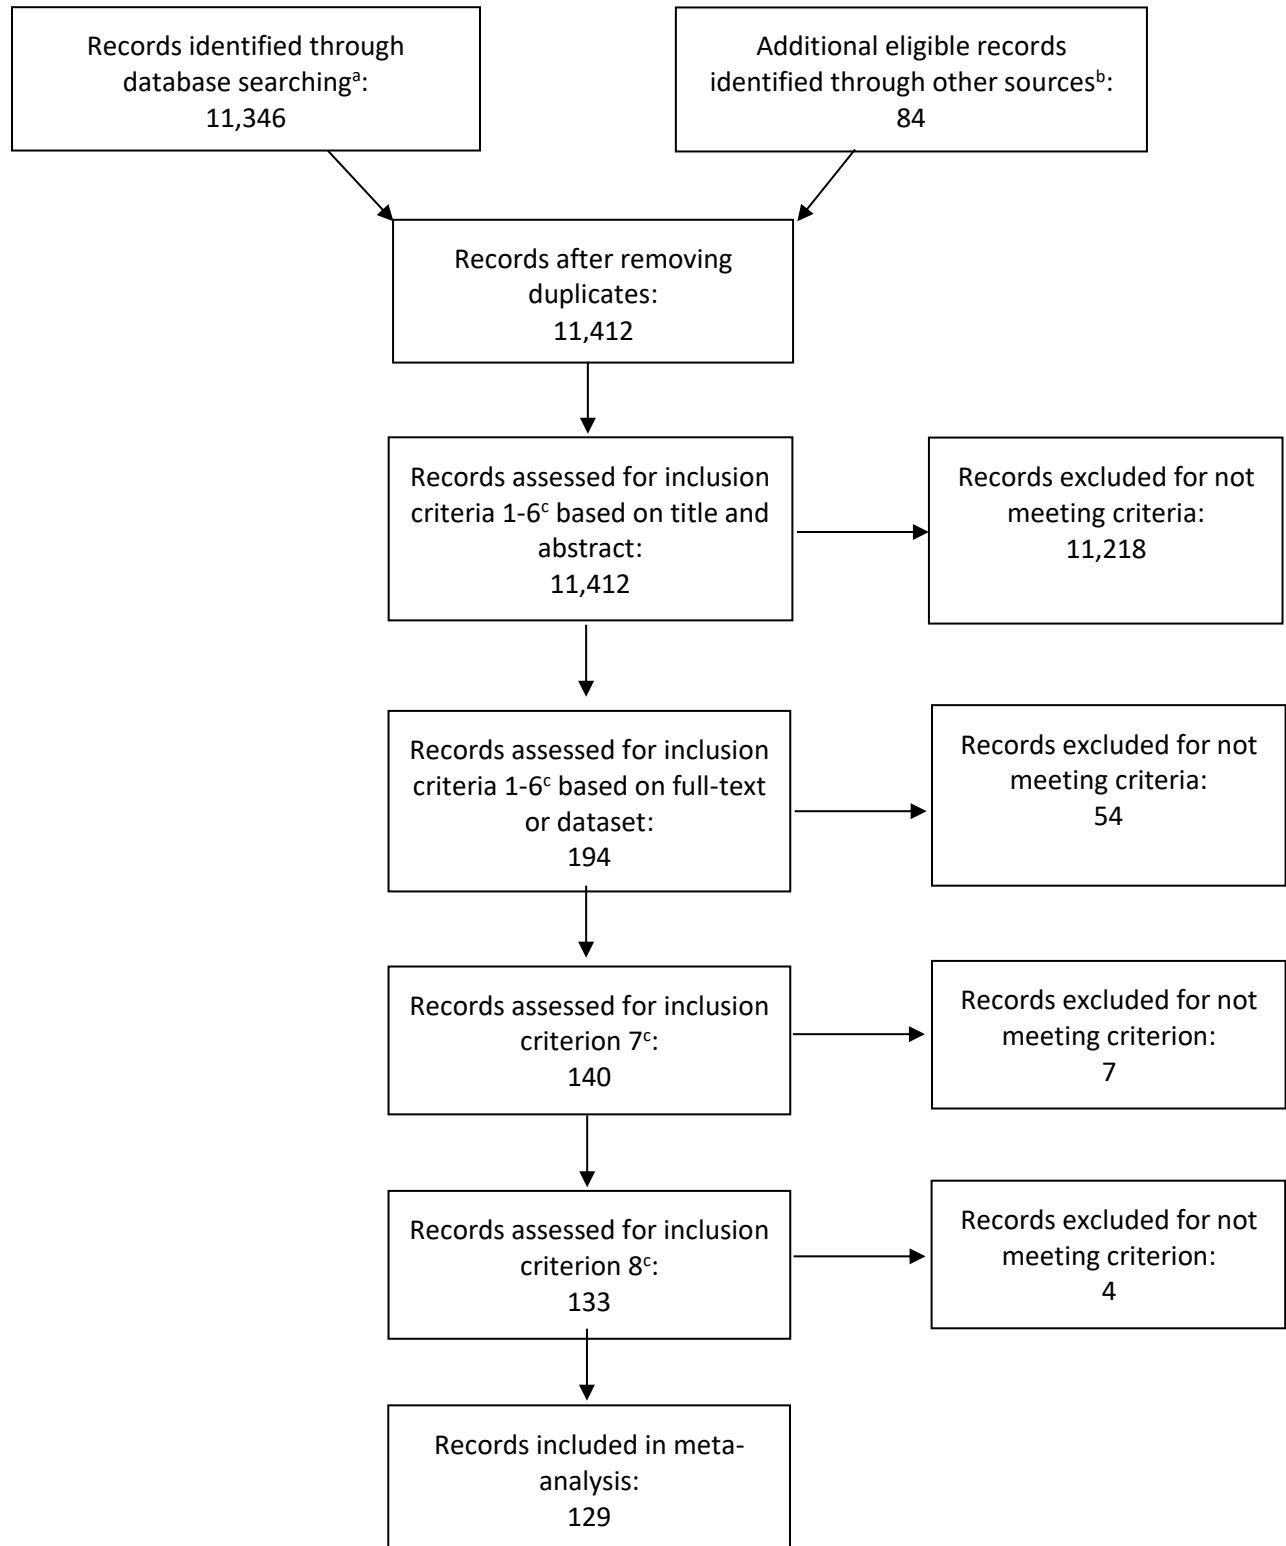 Records identified through
database searchingᵃ:
11,346
Additional eligible records
identified through other sourcesᵇ:
84
Records after removing
duplicates:
11,412
Records assessed for inclusion
criteria 1-6ᶜ based on title and
abstract:
11,412
Records excluded for not
meeting criteria:
11,218
Records assessed for inclusion
criteria 1-6ᶜ based on full-text
or dataset:
194
Records excluded for not
meeting criteria:
54
Records assessed for inclusion
criterion 7ᶜ:
140
Records excluded for not
meeting criterion:
7
Records assessed for inclusion
criterion 8ᶜ:
133
Records excluded for not
meeting criterion:
4
Records included in meta-
analysis:
129